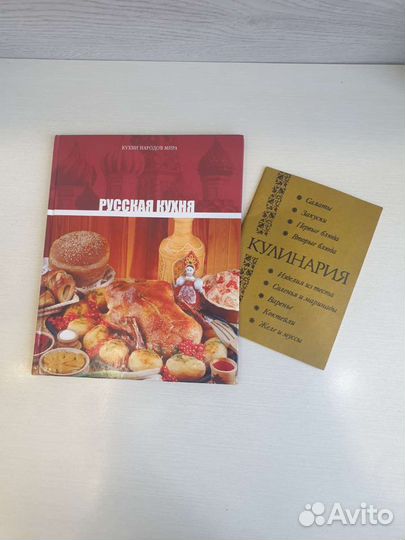 КУХНИ НАРОДОВ МИРА
РУССКАЯ КУХНЯ
Салаты
Закуски
Первые блюда
Вторые блюда
КУЛИНАРИЯ
Изделия из теста
Соленья и маринады
Варенье
Коктейли
Желе и муссы
Avito